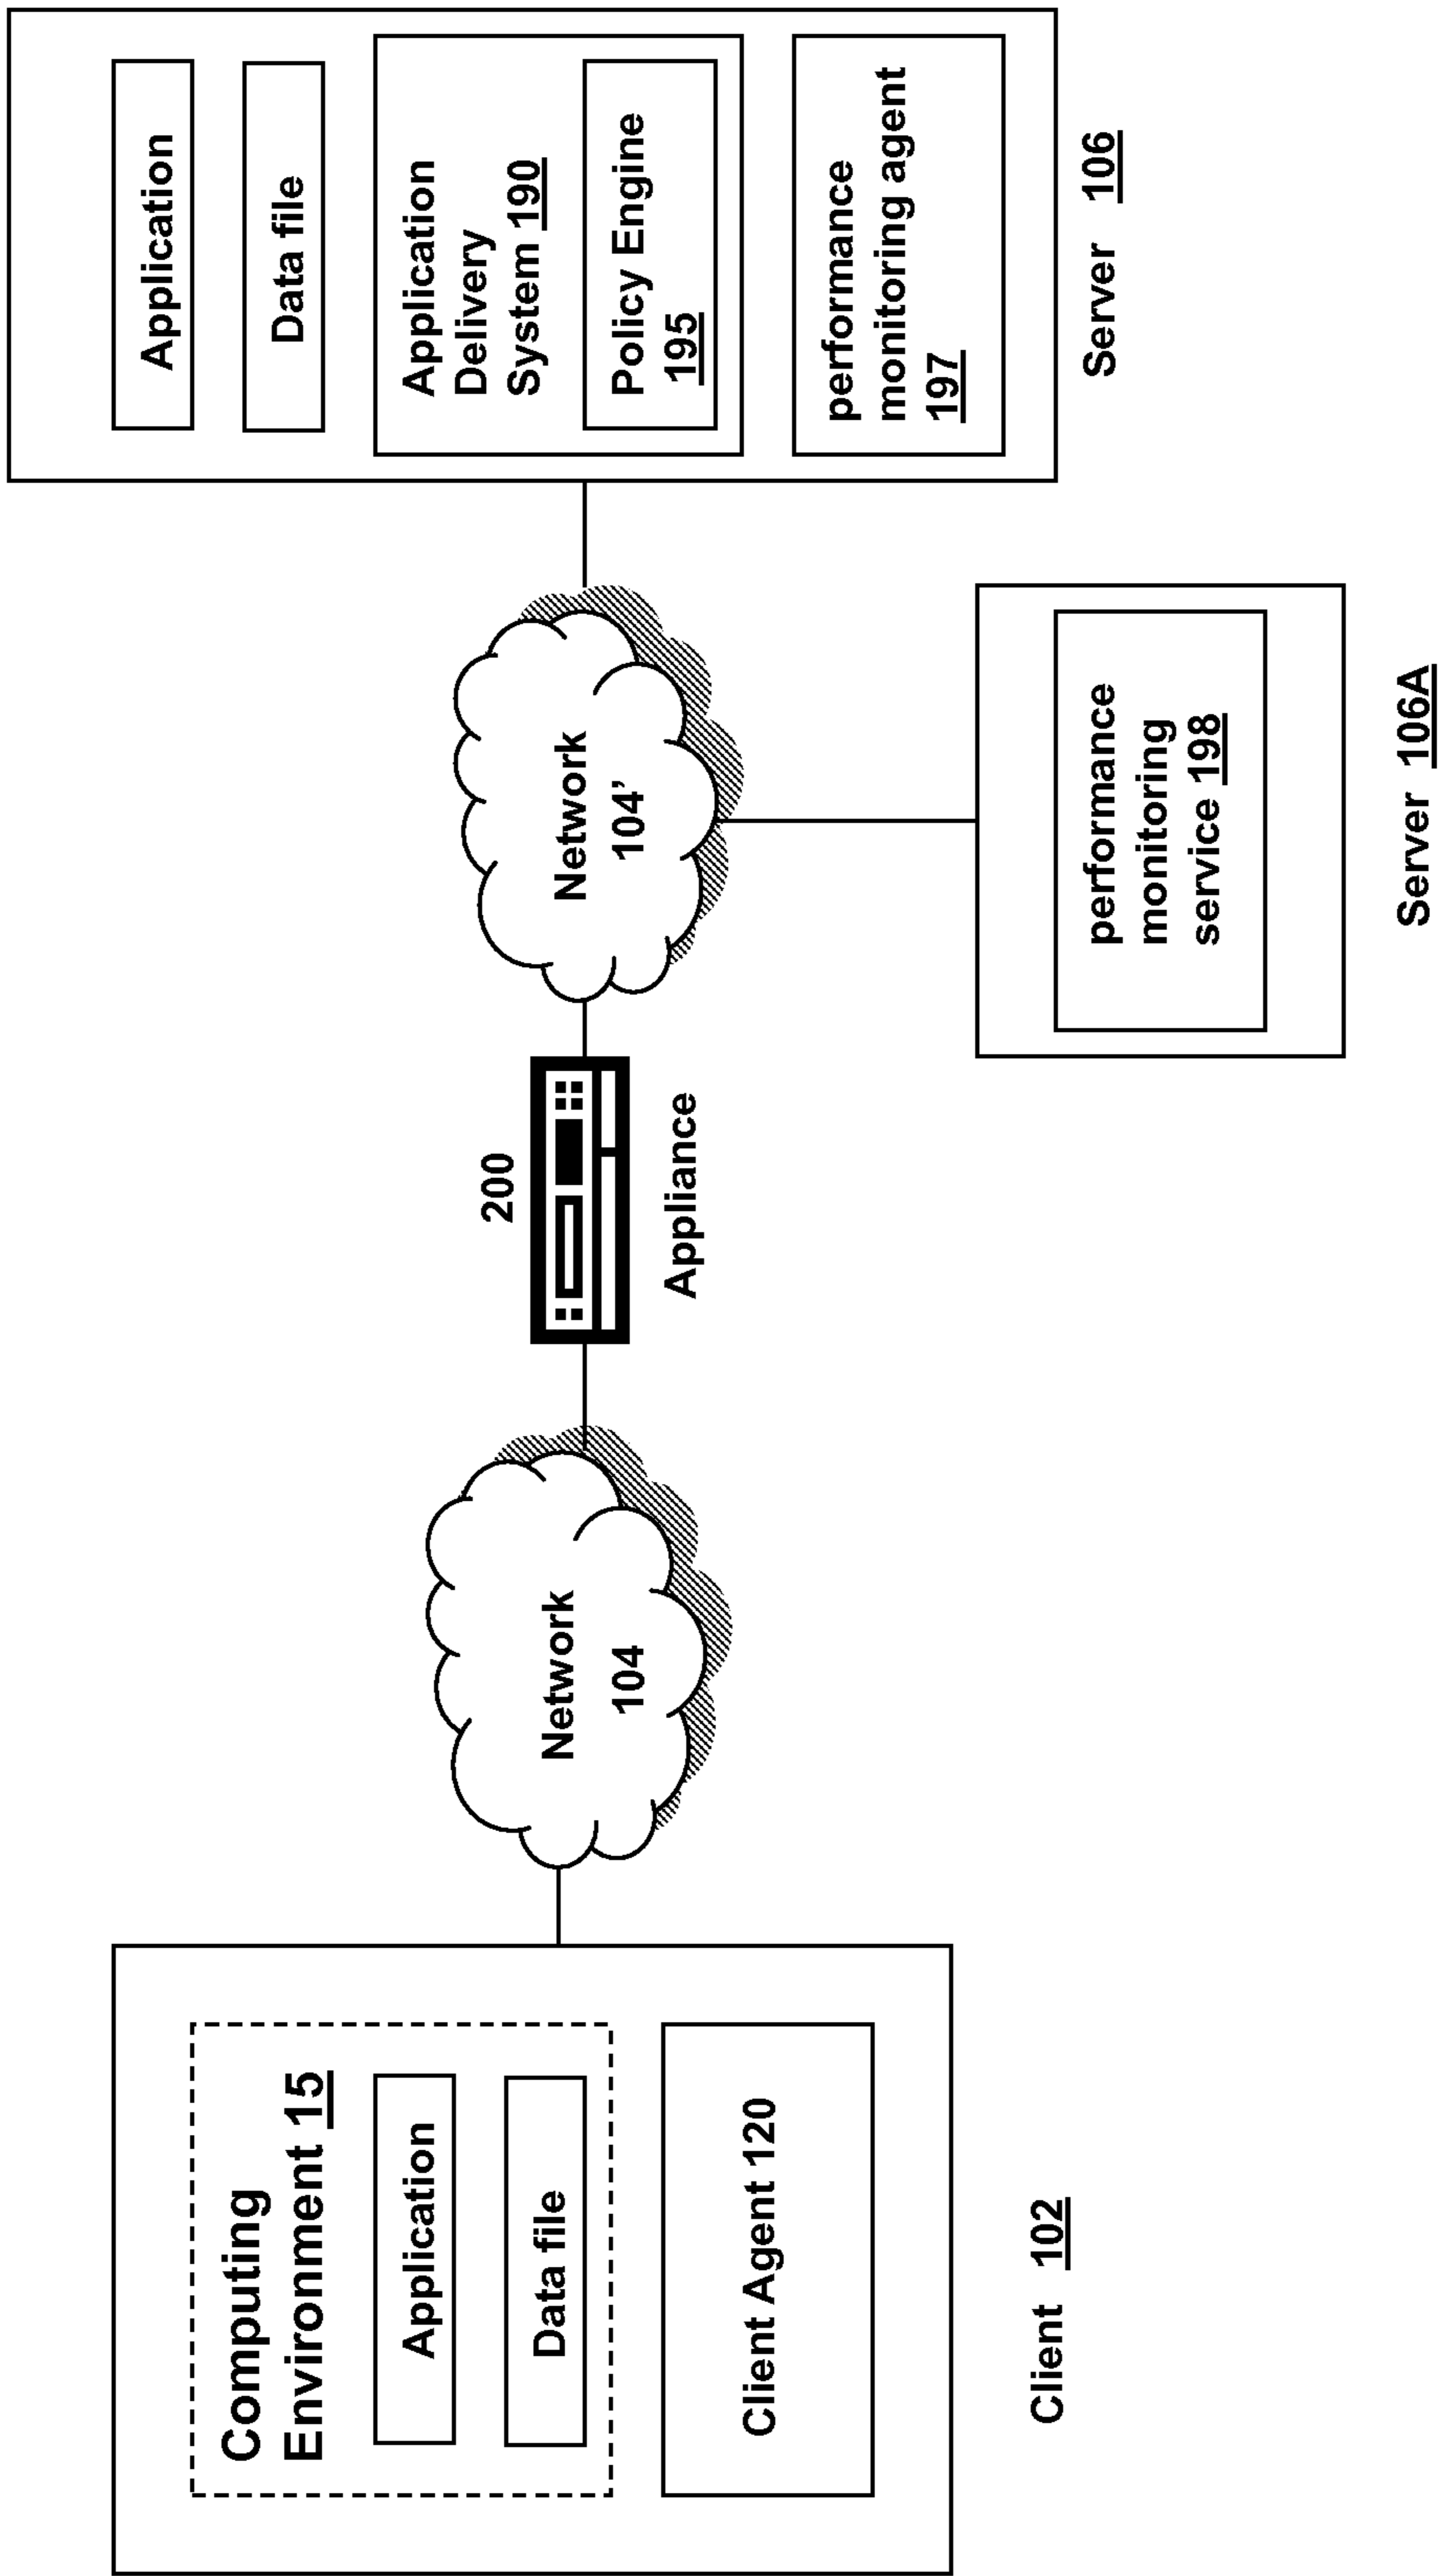 Computing
Environment 15
Application
Data file
Client Agent 120
Client 102
Network
104
200
Appliance
Network
104’
performance
monitoring
service 198
Server 106A
Application
Data file
Application
Delivery
System 190
Policy Engine
195
performance
monitoring agent
197
Server 106